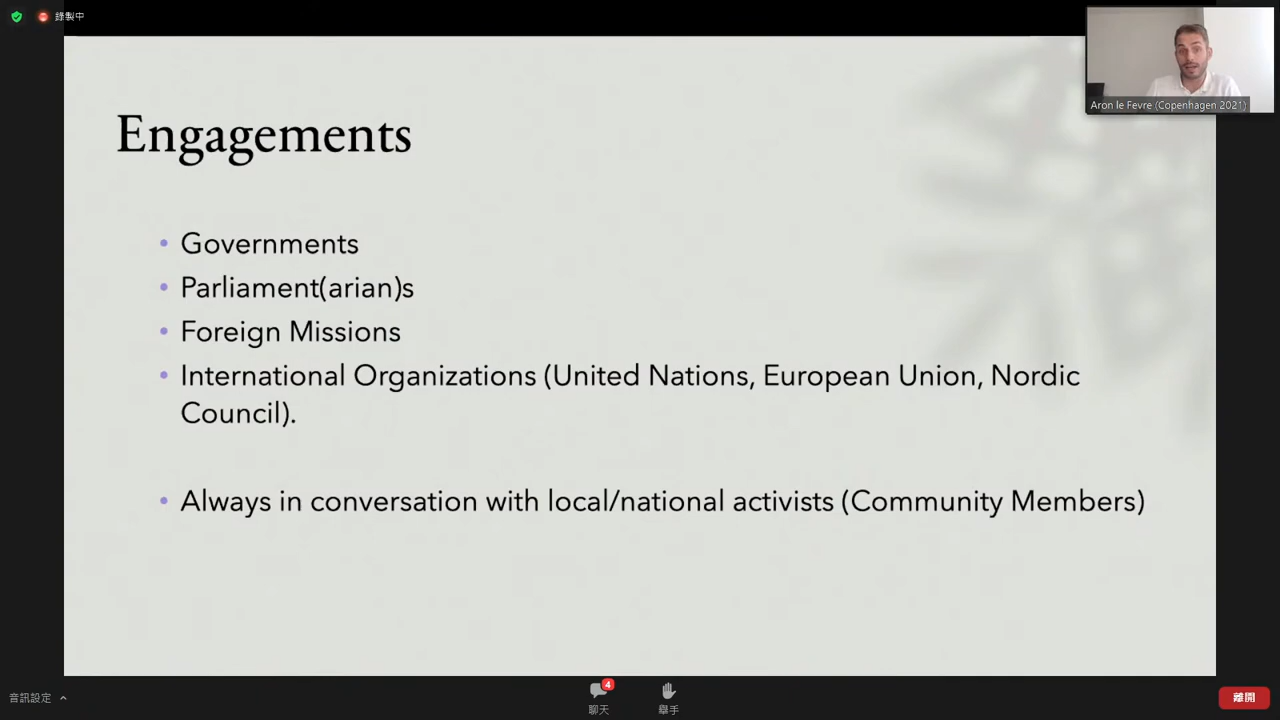 錄製中
Aron le Fevre (Copenhagen 2021)
Engagements
• Governments
• Parliament(arian)s
• Foreign Missions
• International Organizations (United Nations, European Union, Nordic
Council).
• Always in conversation with local/national activists (Community Members)
音訊設定
4
聊天
舉手
離開